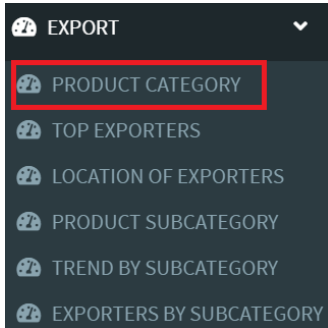 EXPORT
PRODUCT CATEGORY
TOP EXPORTERS
LOCATION OF EXPORTERS
PRODUCT SUBCATEGORY
TREND BY SUBCATEGORY
EXPORTERS BY SUBCATEGORY